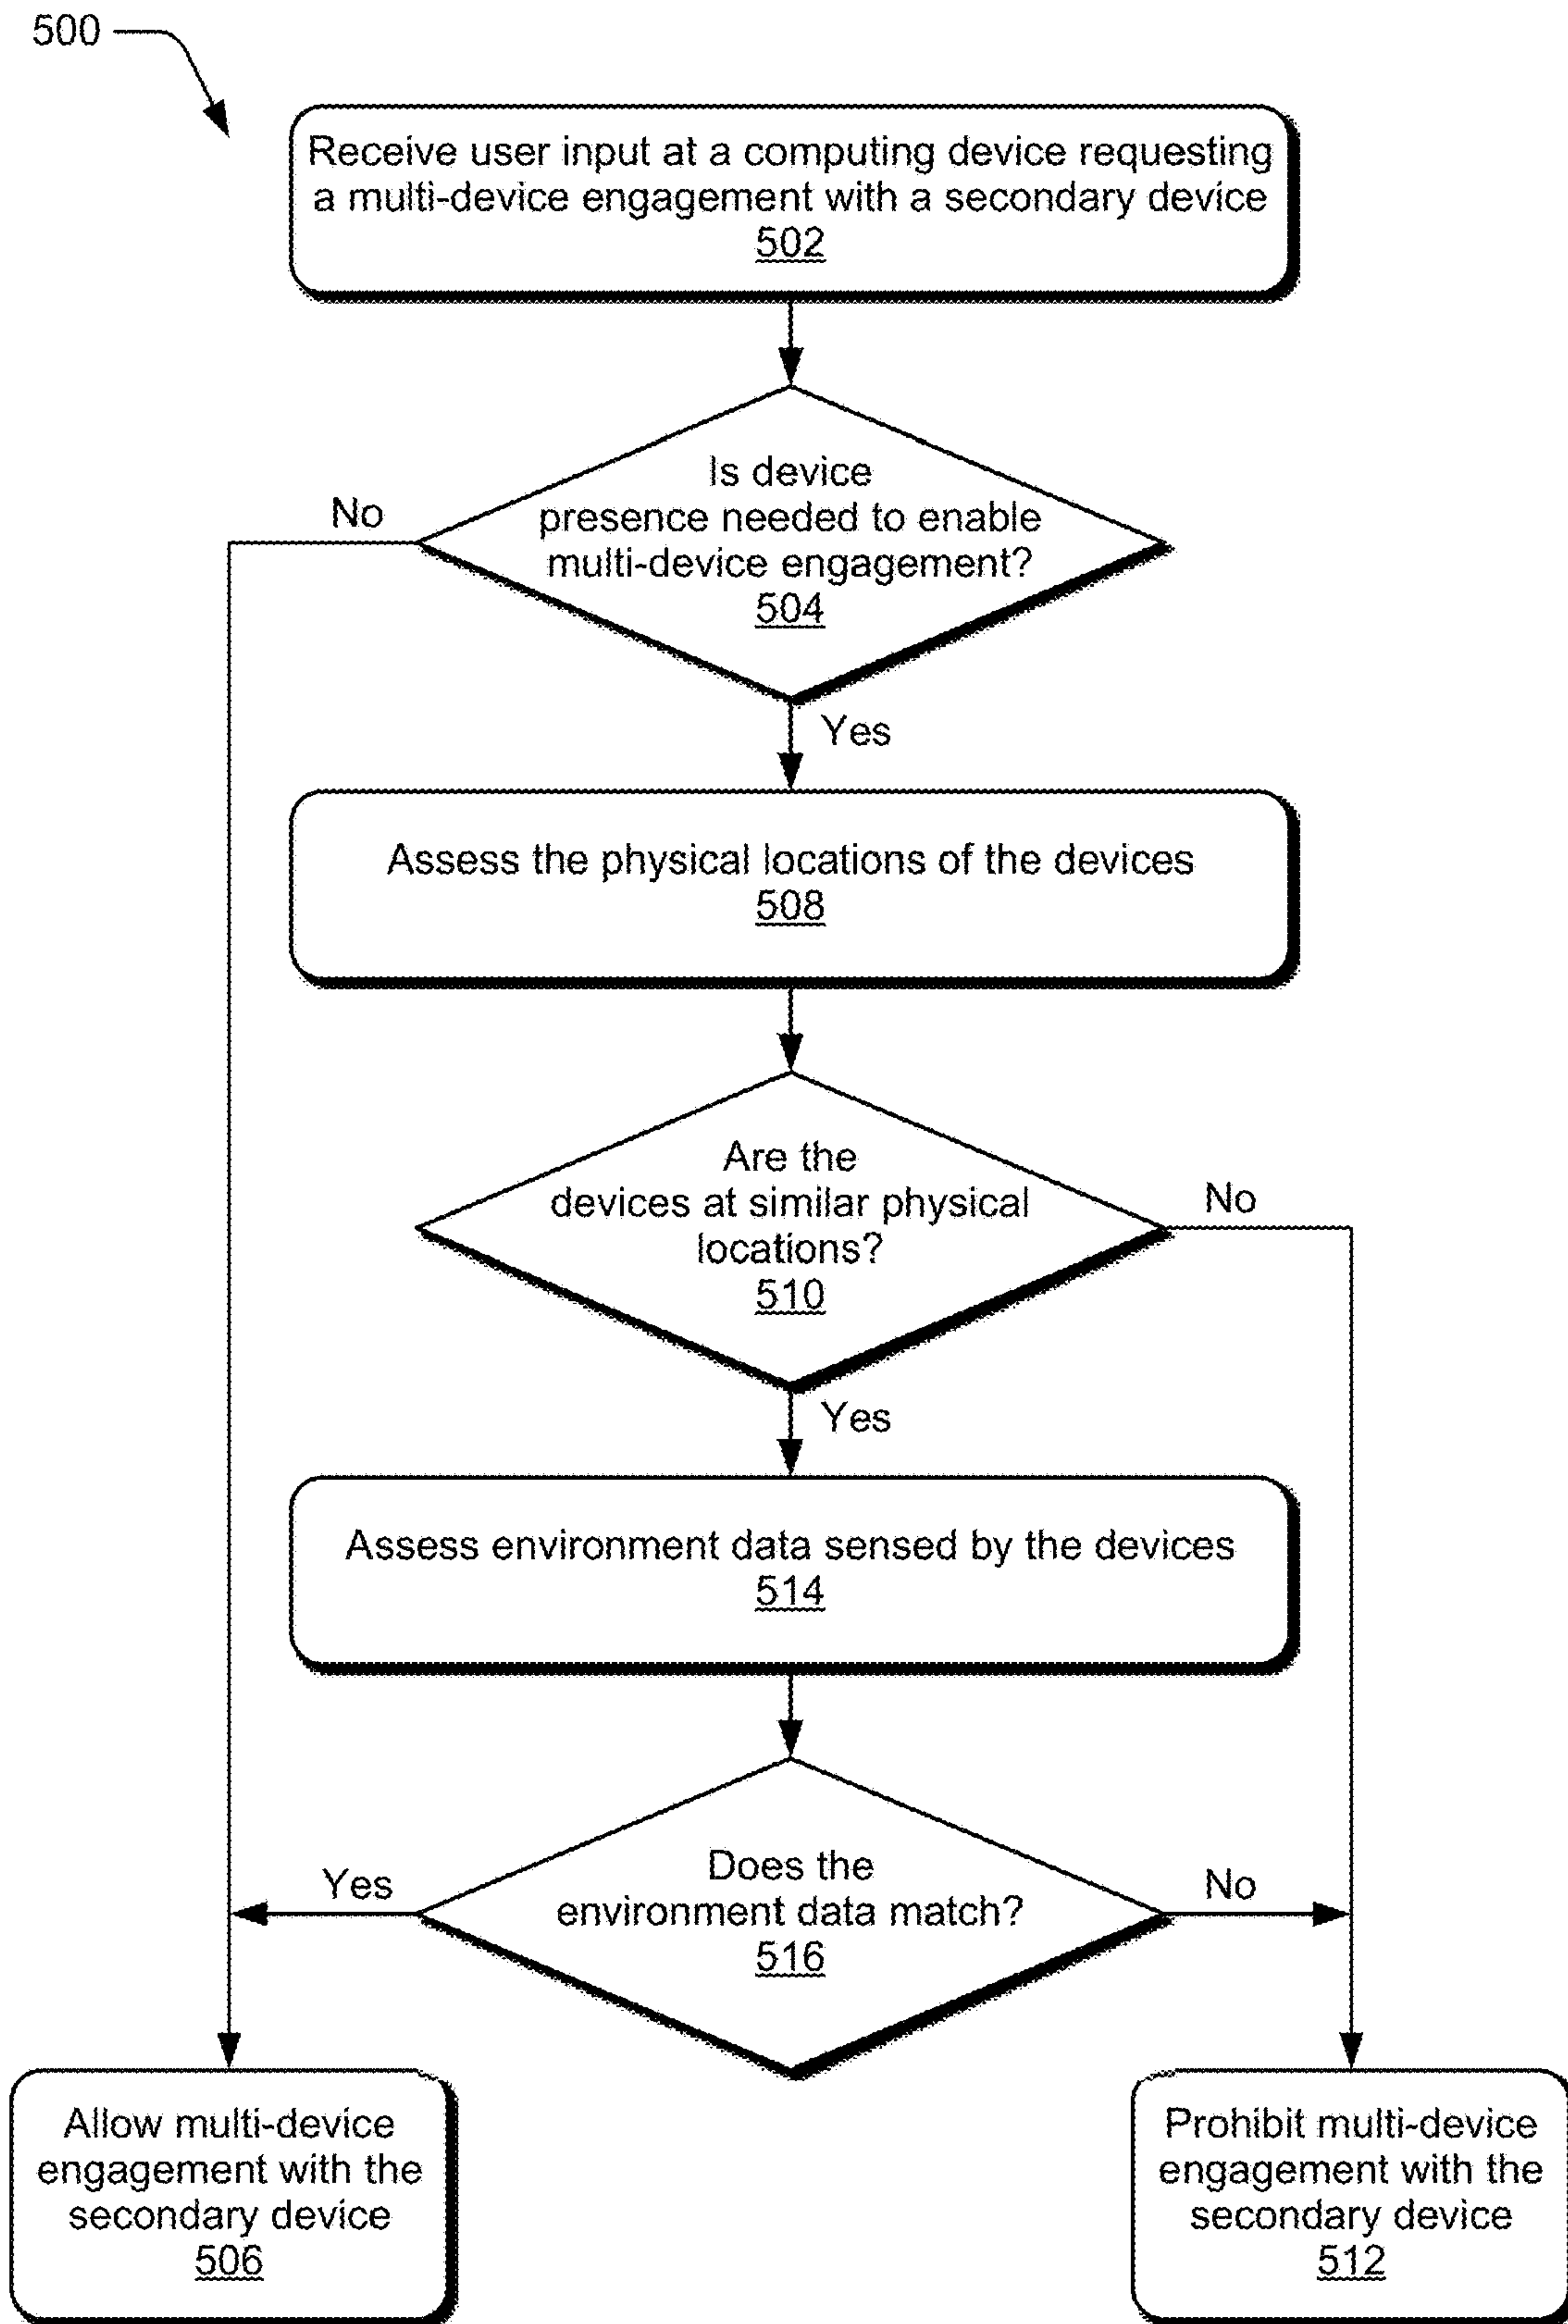 500
Receive user input at a computing device requesting
a multi-device engagement with a secondary device
502
Is device
presence needed to enable
multi-device engagement?
504
No
Yes
Assess the physical locations of the devices
508
Are the
devices at similar physical
locations?
510
No
Yes
Assess environment data sensed by the devices
514
Does the
environment data match?
516
Yes
No
Allow multi-device
engagement with the
secondary device
506
Prohibit multi-device
engagement with the
secondary device
512